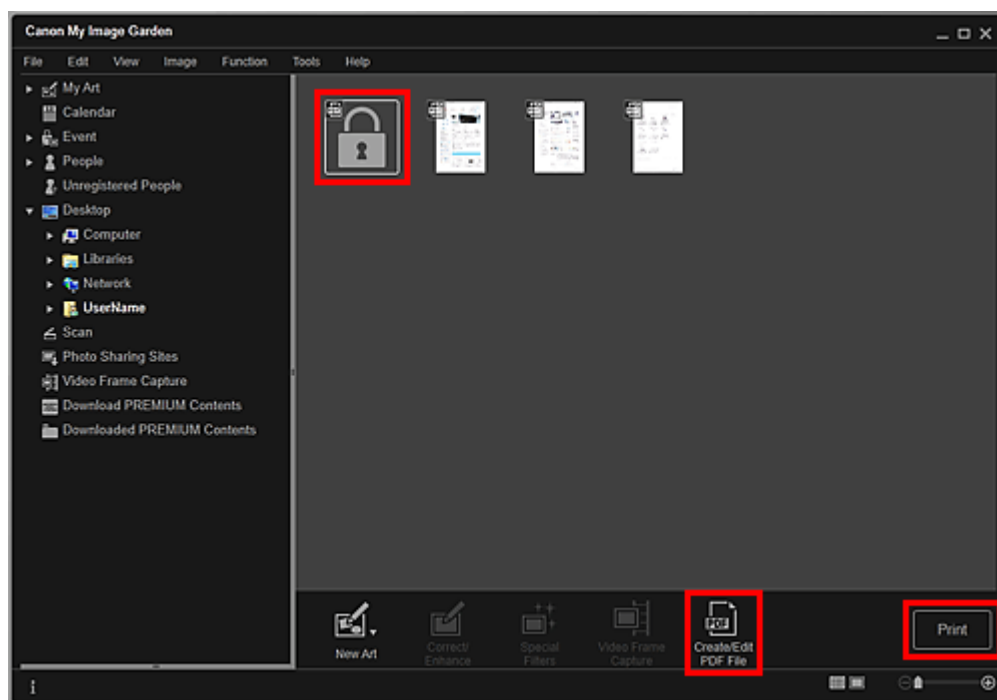 Canon My Image Garden
File Edit View Image Function Tools Help
My Art
Calendar
Event
People
Unregistered People
Desktop
Computer
Libraries
Network
UserName
Scan
Photo Sharing Sites
Video Frame Capture
Download PREMIUM Contents
Downloaded PREMIUM Contents
New Art
Correct/
Enhance
Special
Filters
Video Frame
Capture
PDF
Create/Edit
PDF File
Print